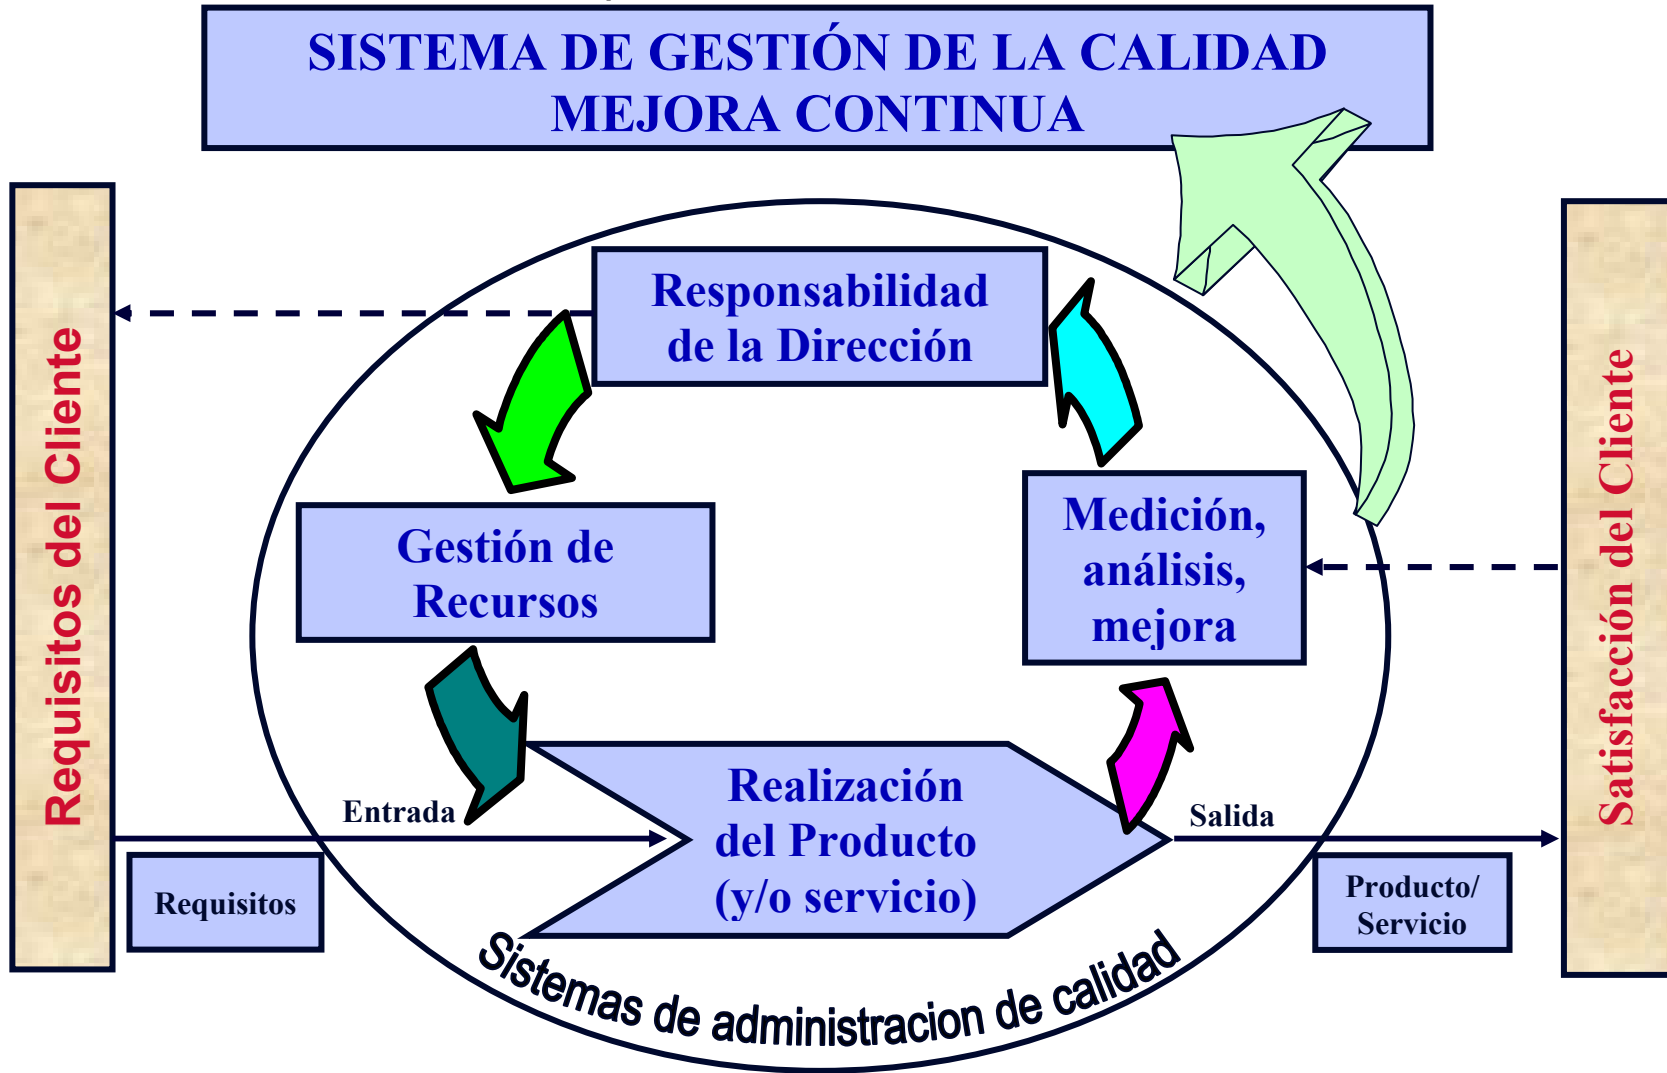 SISTEMA DE GESTIÓN DE LA CALIDAD
MEJORA CONTINUA
Requisitos del Cliente
Responsabilidad
de la Dirección
Gestión de
Recursos
Medición,
análisis,
mejora
Satisfacción del Cliente
Entrada
Requisitos
Realización
del Producto
(y/o servicio)
Salida
Producto/
Servicio
Sistemas de administracion de calidad